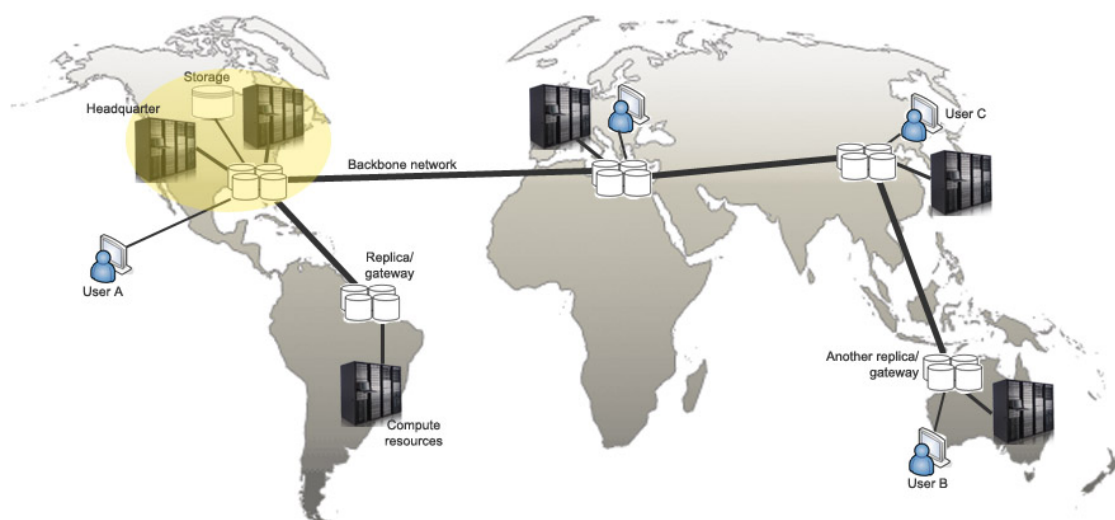 Storage
Headquarter
User C
Backbone network
Replica/
gateway
User A
Another replica/
gateway
Compute
resources
User B